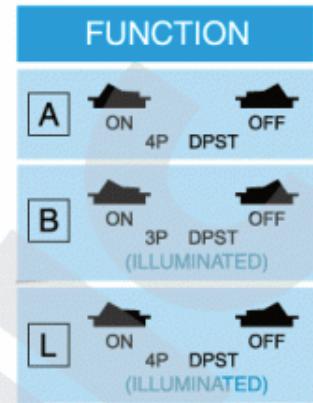 FUNCTION
A
ON OFF
4P DPST
B
ON OFF
3P DPST
(ILLUMINATED)
L
ON OFF
4P DPST
(ILLUMINATED)